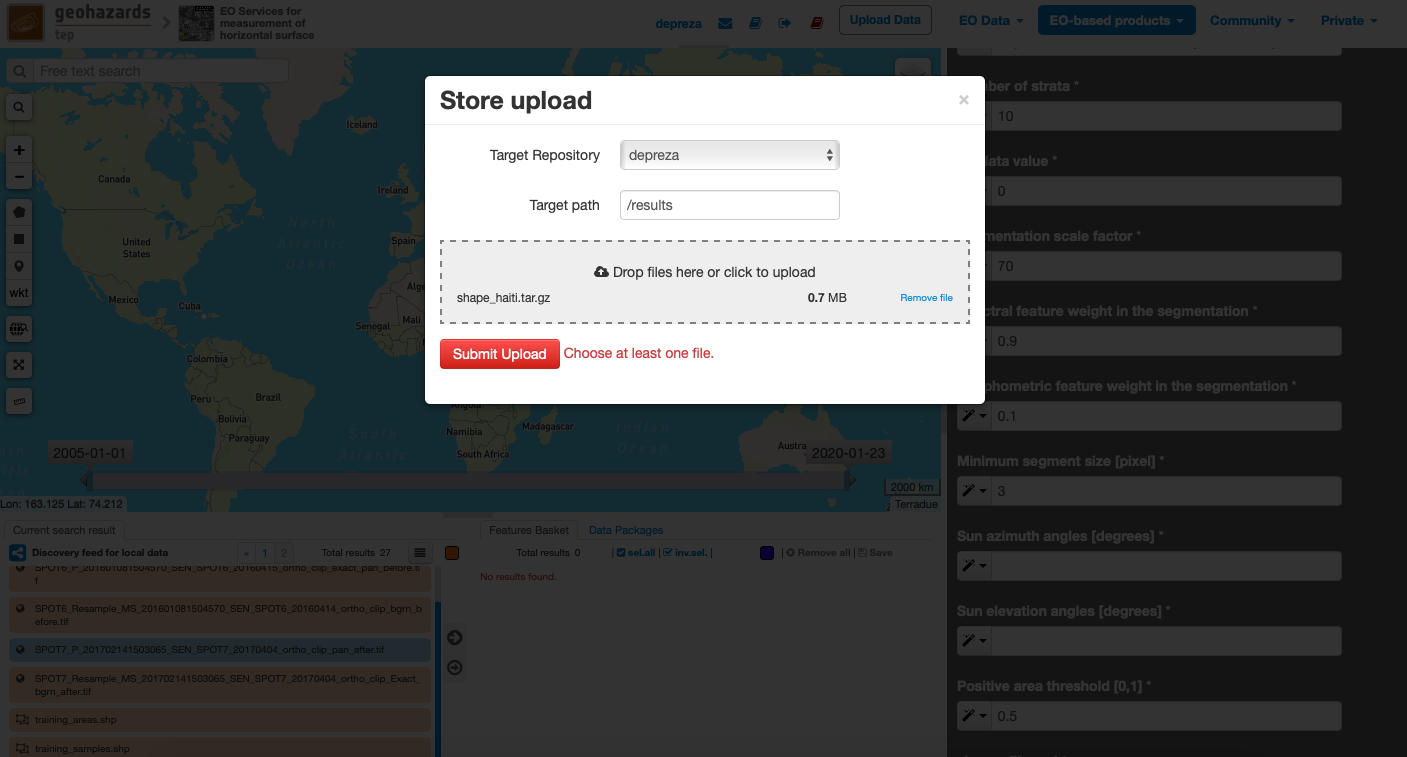 geohazards
tep
EO Services for
measurement of
horizontal surface
depreza
Upload Data
EO Data
EO-based products
Community
Private
Free text search
Store upload
×
Target Repository
depreza
Target path
/results
Drop files here or click to upload
shape_haiti.tar.gz
0.7 MB
Remove file
Submit Upload
Choose at least one file.
+
−
wkt
Iceland
Canada
Ireland
North
Atlantic
Ocean
United
States
Spain
Mexico
Cuba
Alge
Senegal
Mali
Colombia
Peru
Brazil
Bolivia
Paraguay
Angola
Namibia
Madagascar
South Africa
South
Atlantic
Indian
Ocean
Austra
2005-01-01
2020-01-23
2000 km
Lon: 163.125 Lat: 74.212
Terradue
ber of strata *
10
data value *
0
mentation scale factor *
70
ctral feature weight in the segmentation *
0.9
phometric feature weight in the segmentation *
0.1
Minimum segment size [pixel] *
3
Sun azimuth angles [degrees] *
Sun elevation angles [degrees] *
Positive area threshold [0,1] *
0.5
Current search result
Discovery feed for local data
« 1 2
Total results 27
SPOT6_P_201601081504570_SEN_SPOT6_20160415_ortho_clip_exact_pan_before.ti
f
SPOT6_Resample_MS_201601081504570_SEN_SPOT6_20160414_ortho_clip_bgrn_b
efore.tif
SPOT7_P_201702141503065_SEN_SPOT7_20170404_ortho_clip_pan_after.tif
SPOT7_Resample_MS_201702141503065_SEN_SPOT7_20170404_ortho_clip_Exact_
bgrn_after.tif
training_areas.shp
training_samples.shp
Features Basket
Data Packages
Total results 0
| sel.all | inv.sel. |
| Remove all | Save
No results found.